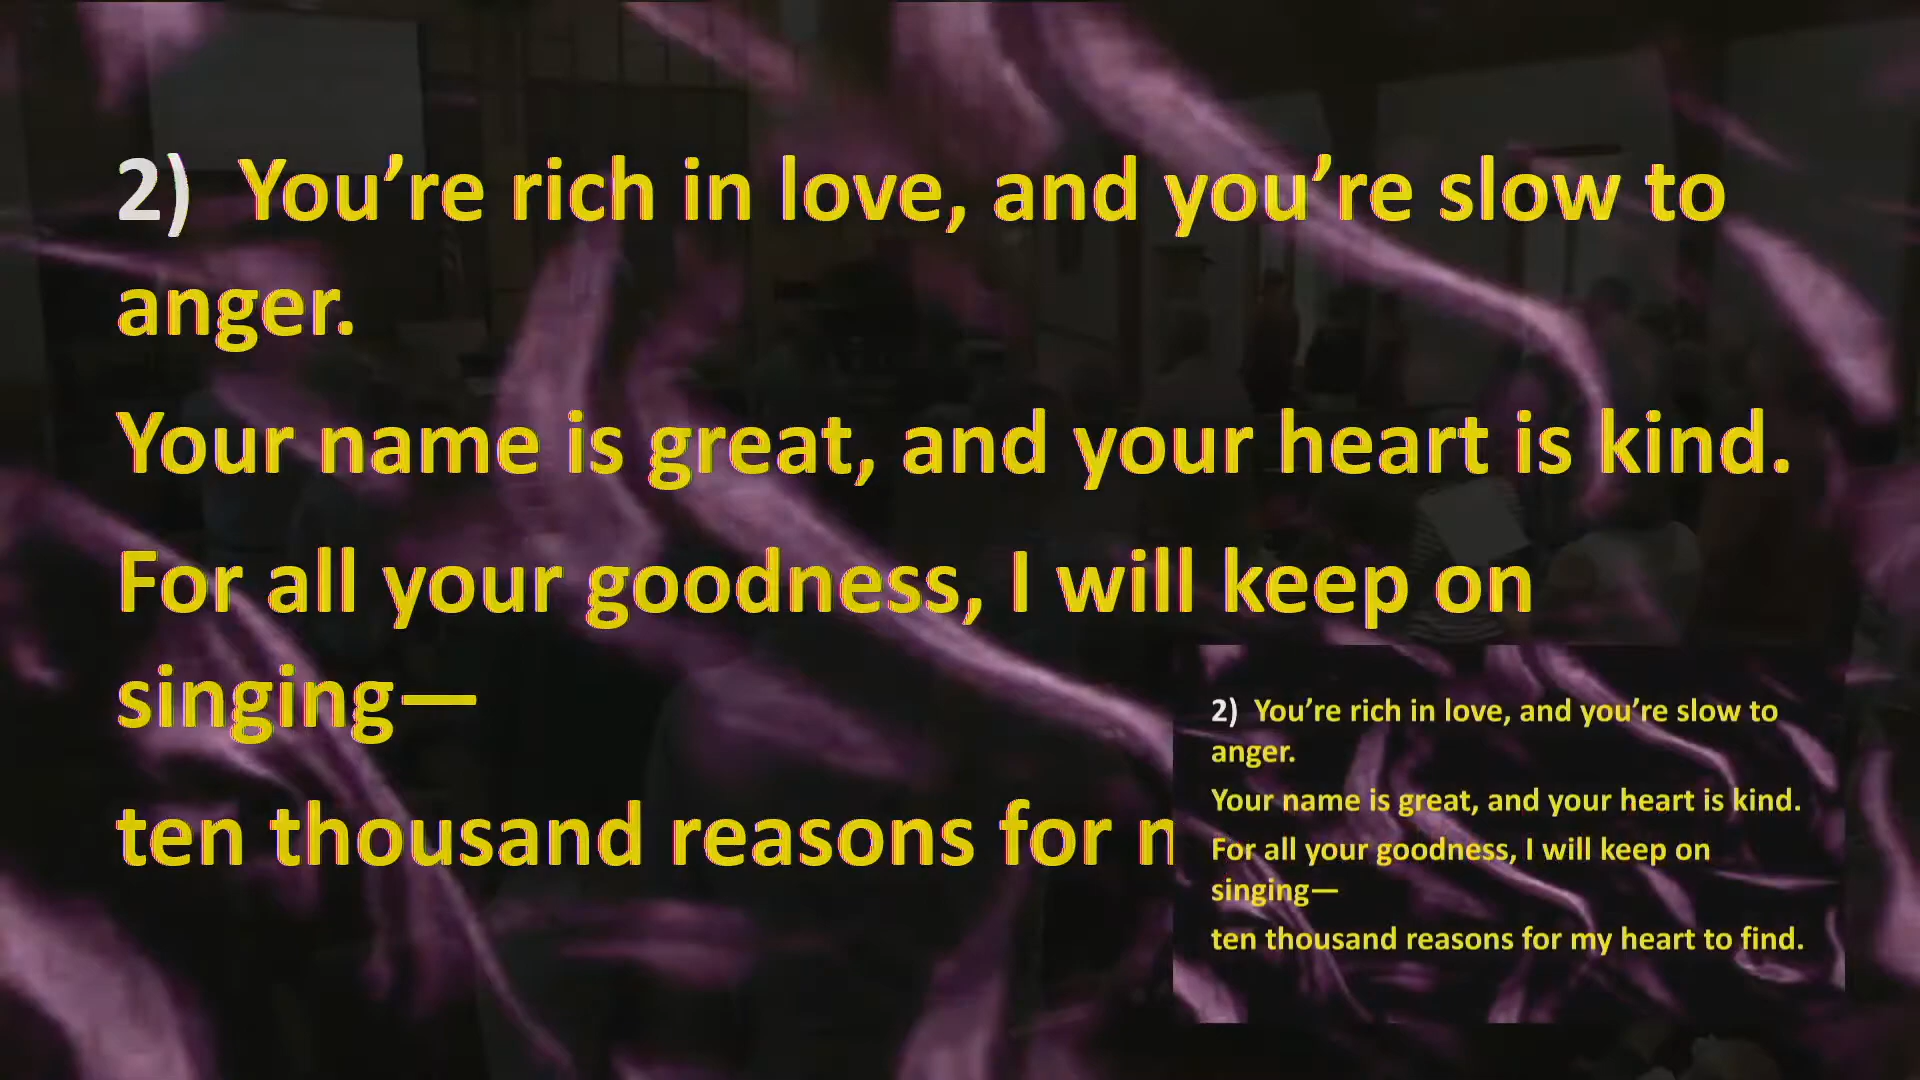 2) You’re rich in love, and you’re slow to
anger.
Your name is great, and your heart is kind.
For all your goodness, I will keep on
singing—
ten thousand reasons for
2) You’re rich in love, and you’re slow to
anger.
Your name is great, and your heart is kind.
For all your goodness, I will keep on
singing—
ten thousand reasons for my heart to find.